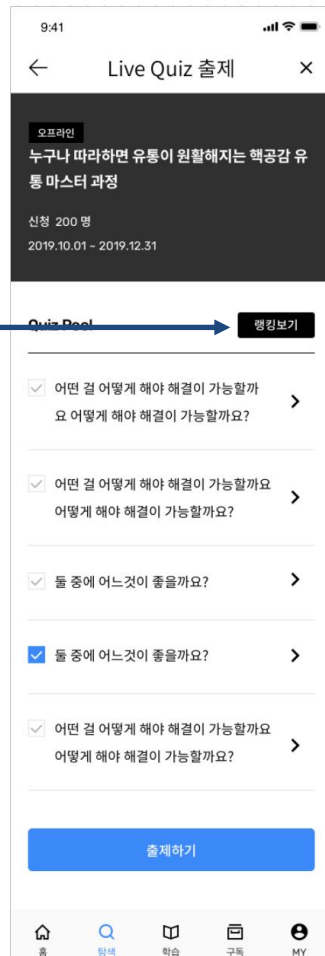 9:41
Live Quiz 출제
오프라인
누구나 따라하면 유통이 원활해지는 핵공감 유
통 마스터 과정
신청 200 명
2019.10.01 ~ 2019.12.31
Quiz Pool
랭킹보기
어떤 걸 어떻게 해야 해결이 가능할까
요 어떻게 해야 해결이 가능할까요?
어떤 걸 어떻게 해야 해결이 가능할까요
어떻게 해야 해결이 가능할까요?
둘 중에 어느것이 좋을까요?
둘 중에 어느것이 좋을까요?
어떤 걸 어떻게 해야 해결이 가능할까요
어떻게 해야 해결이 가능할까요?
출제하기
홈 탐색 학습 구독 MY